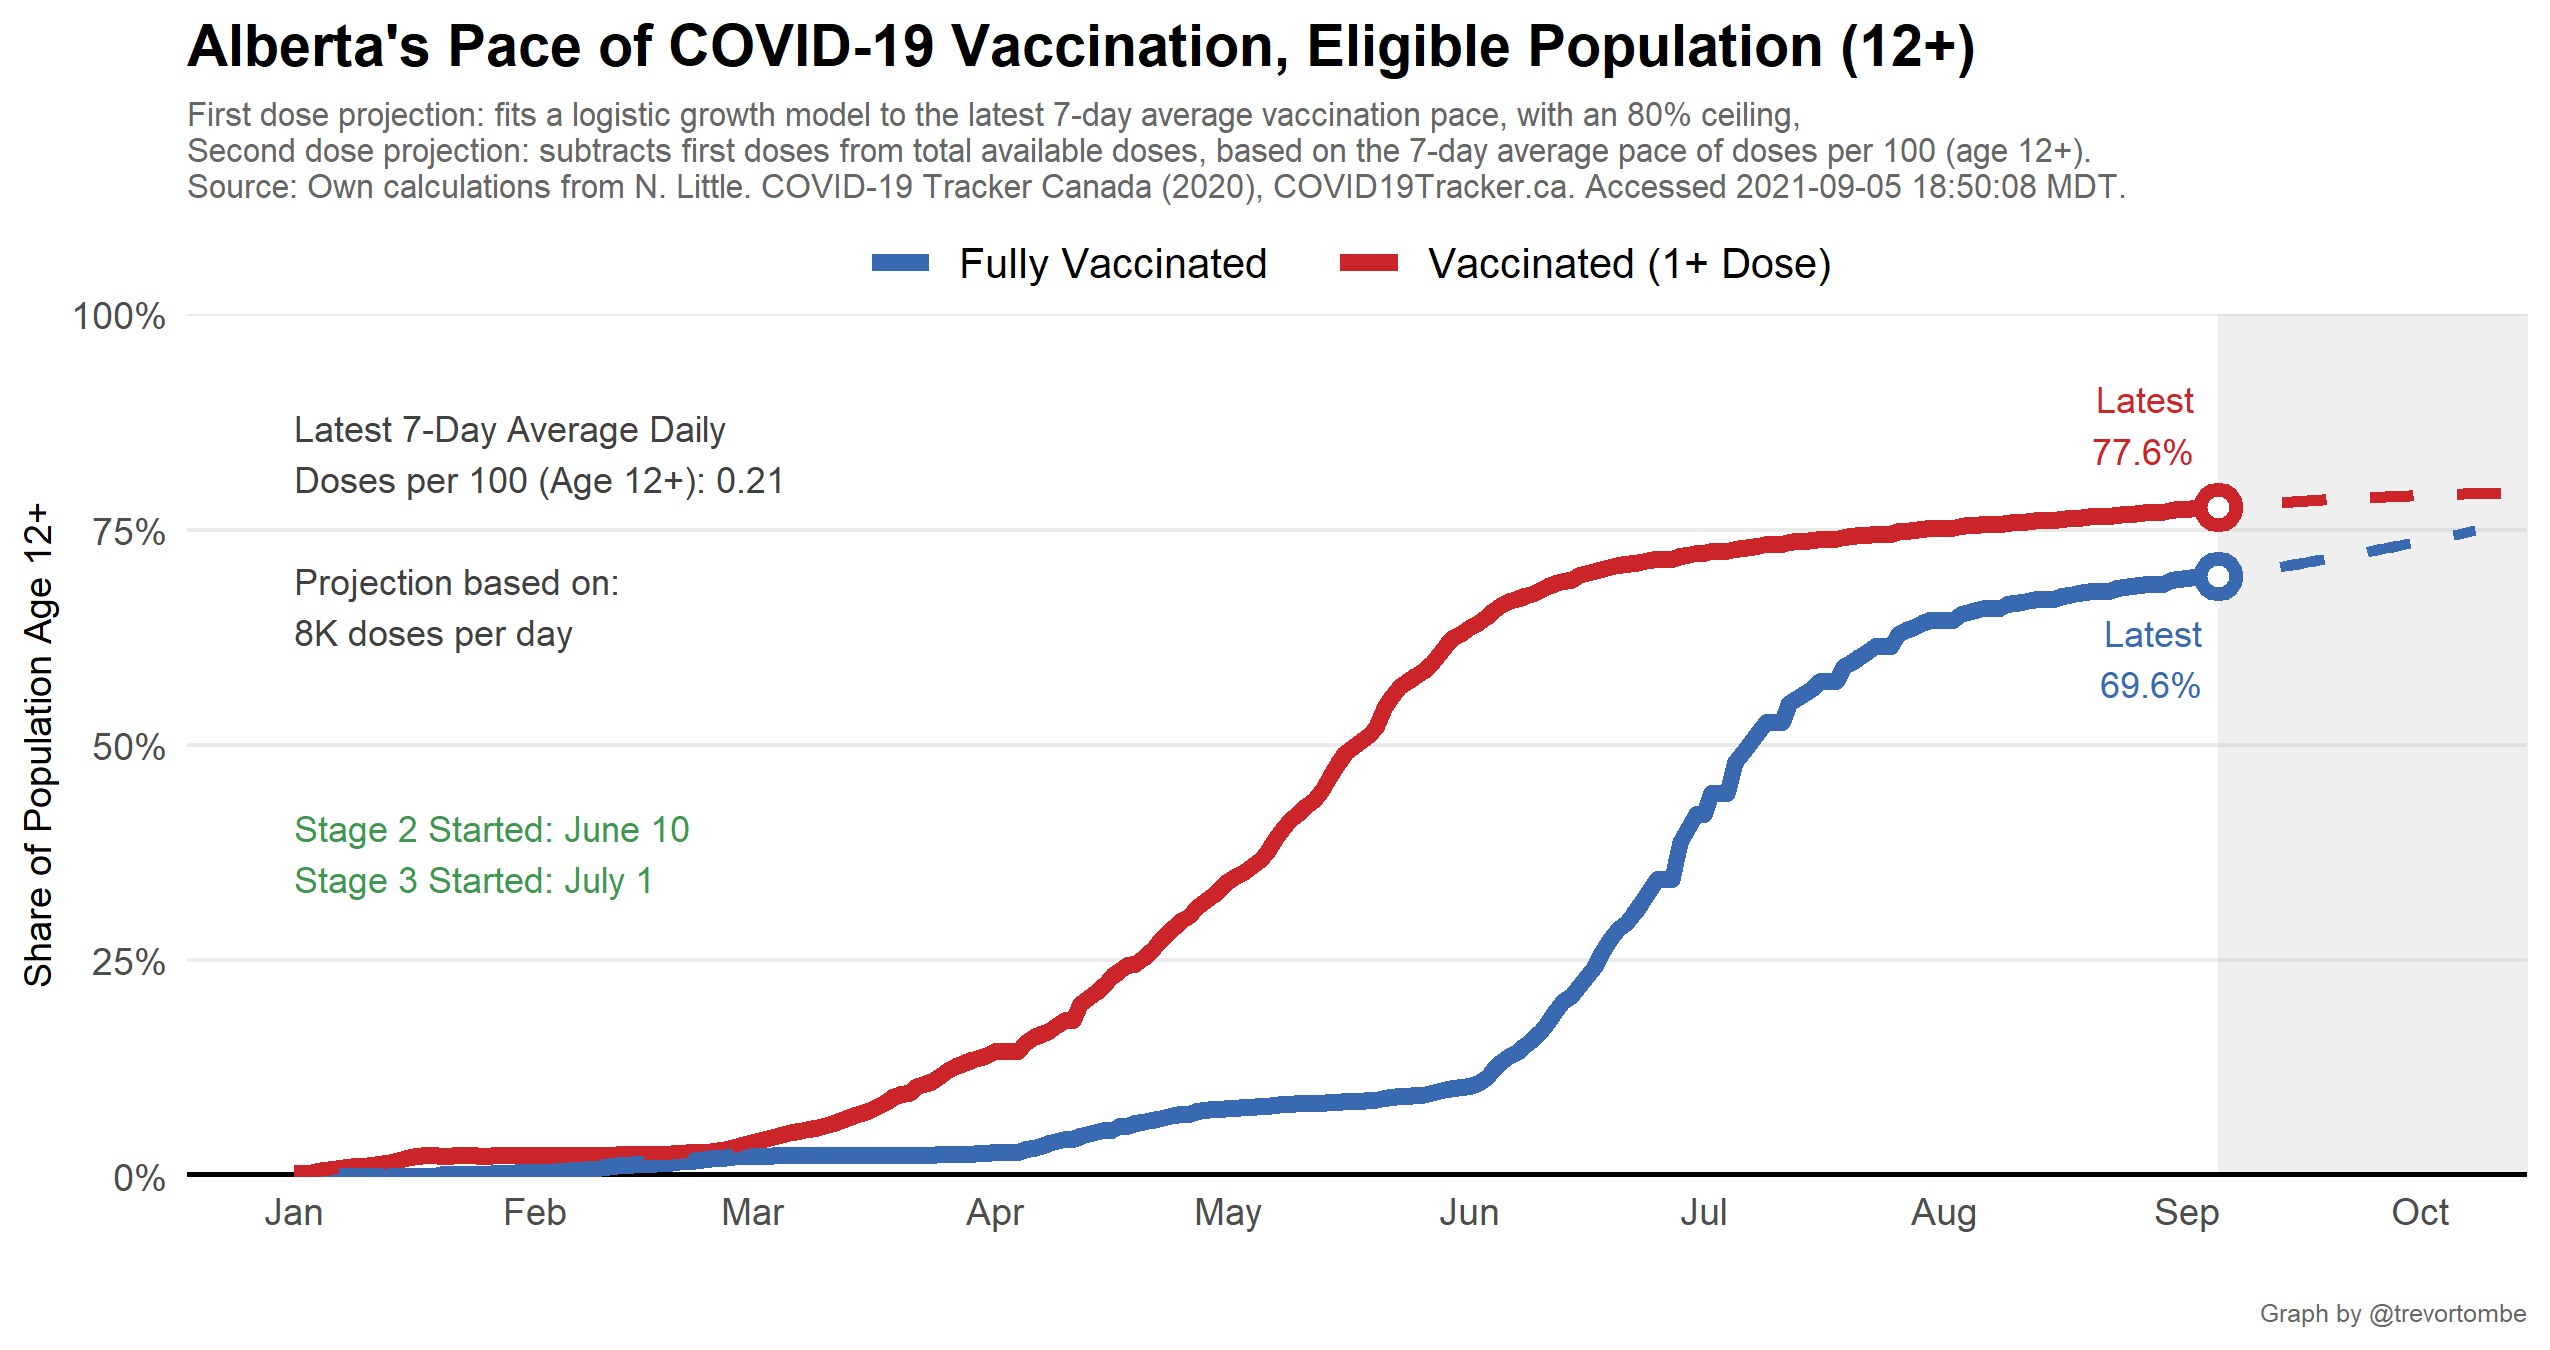 Alberta's Pace of COVID-19 Vaccination, Eligible Population (12+)
First dose projection: fits a logistic growth model to the latest 7-day average vaccination pace, with an 80% ceiling,
Second dose projection: subtracts first doses from total available doses, based on the 7-day average pace of doses per 100 (age 12+).
Source: Own calculations from N. Little. COVID-19 Tracker Canada (2020), COVID19Tracker.ca. Accessed 2021-09-05 18:50:08 MDT.
Fully Vaccinated
Vaccinated (1+ Dose)
Share of Population Age 12+
100%
75%
50%
25%
0%
Latest 7-Day Average Daily
Doses per 100 (Age 12+): 0.21
Projection based on:
8K doses per day
Stage 2 Started: June 10
Stage 3 Started: July 1
Latest
77.6%
Latest
69.6%
Jan
Feb
Mar
Apr
May
Jun
Jul
Aug
Sep
Oct
Graph by @trevortombe